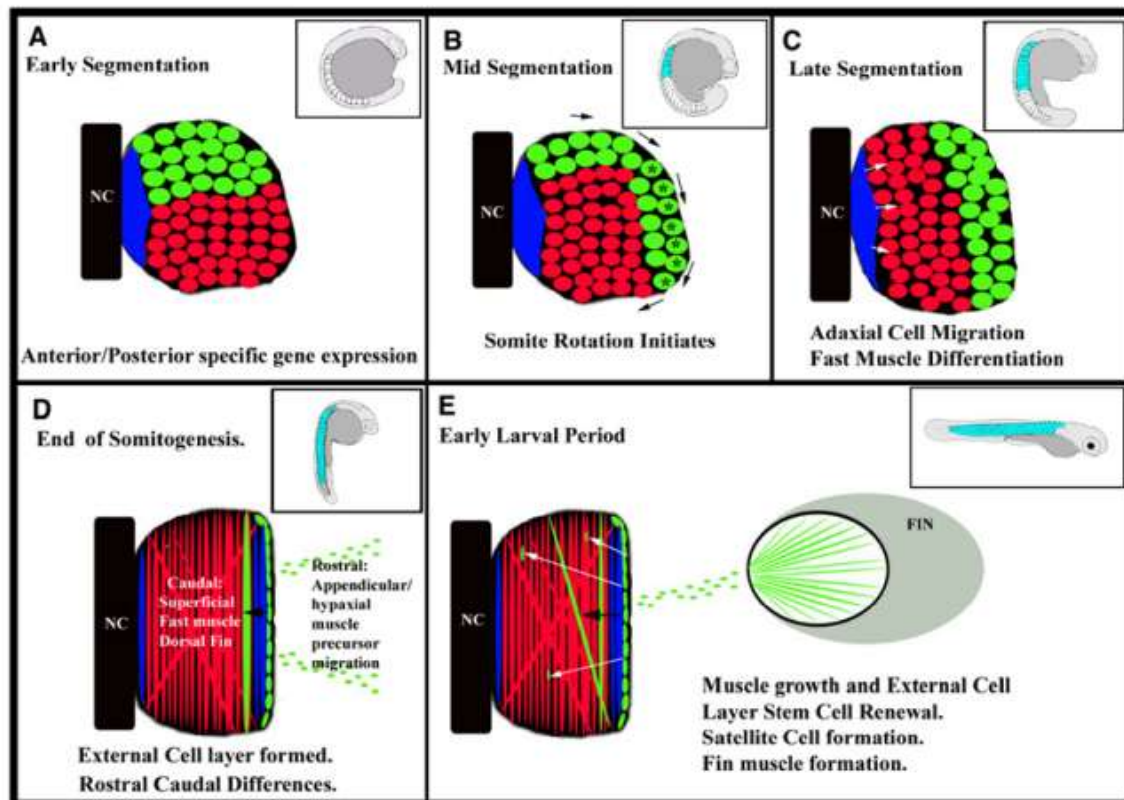 A
Early Segmentation
NC
Anterior/Posterior specific gene expression
B
Mid Segmentation
NC
Somite Rotation Initiates
C
Late Segmentation
NC
Adaxial Cell Migration
Fast Muscle Differentiation
D
End of Somitogenesis.
NC
Caudal:
Superficial
Fast muscle
Dorsal Fin
Rostral:
Appendicular/
hypaxial
muscle
precursor
migration
External Cell layer formed.
Rostral Caudal Differences.
E
Early Larval Period
NC
FIN
Muscle growth and External Cell
Layer Stem Cell Renewal.
Satellite Cell formation.
Fin muscle formation.